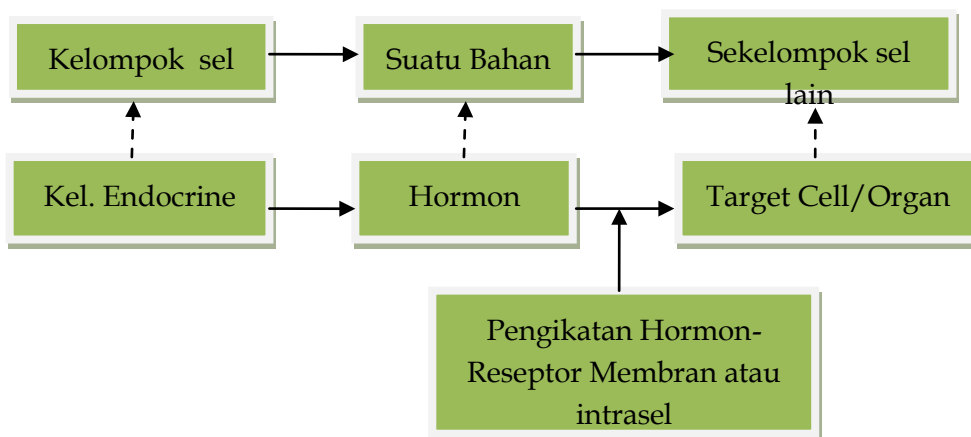 Kelompok sel
Suatu Bahan
Sekelompok sel
lain
Kel. Endocrine
Hormon
Target Cell/Organ
Pengikatan Hormon-
Reseptor Membran atau
intrasel